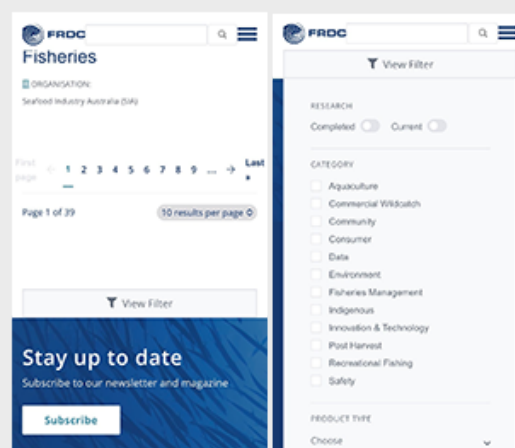 FRDC
Fisheries
ORGANISATION:
Seafood Industry Australia (SIA)
First page
1 2 3 4 5 6 7 8 9 ... → Last
»
Page 1 of 39
10 results per page
View Filter
Stay up to date
Subscribe to our newsletter and magazine
Subscribe
FRDC
View Filter
RESEARCH
Completed Current
CATEGORY
Aquaculture
Commercial Wildcatch
Community
Consumer
Data
Environment
Fisheries Management
Indigenous
Innovation & Technology
Post Harvest
Recreational Fishing
Safety
PRODUCT TYPE
Choose